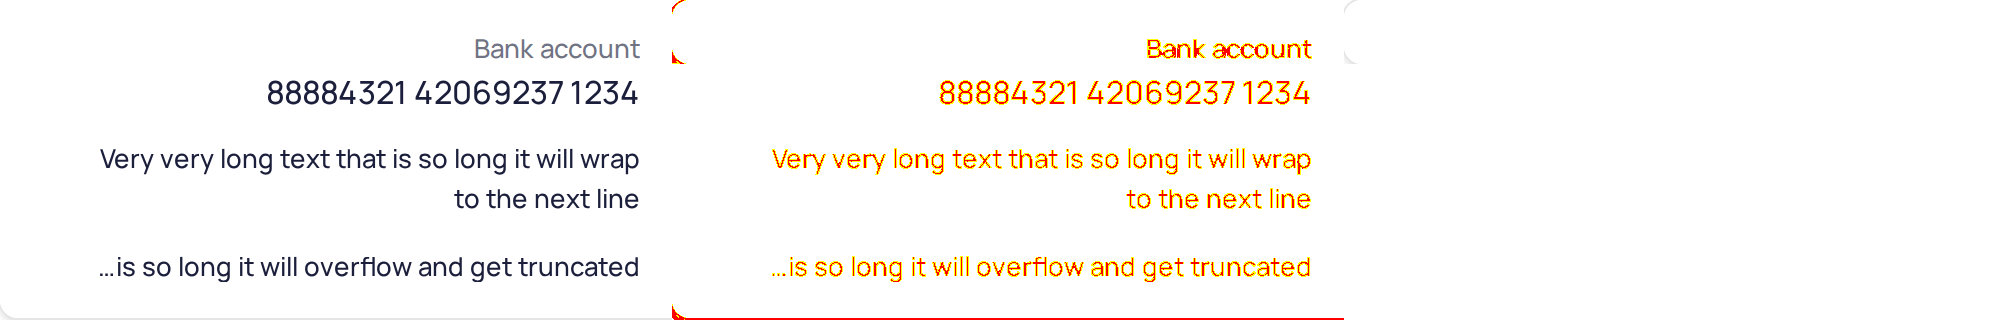 Bank account
88884321 42069237 1234
Very very long text that is so long it will wrap
to the next line
...is so long it will overflow and get truncated
Bank account
88884321 42069237 1234
Very very long text that is so long it will wrap
to the next line
...is so long it will overflow and get truncated